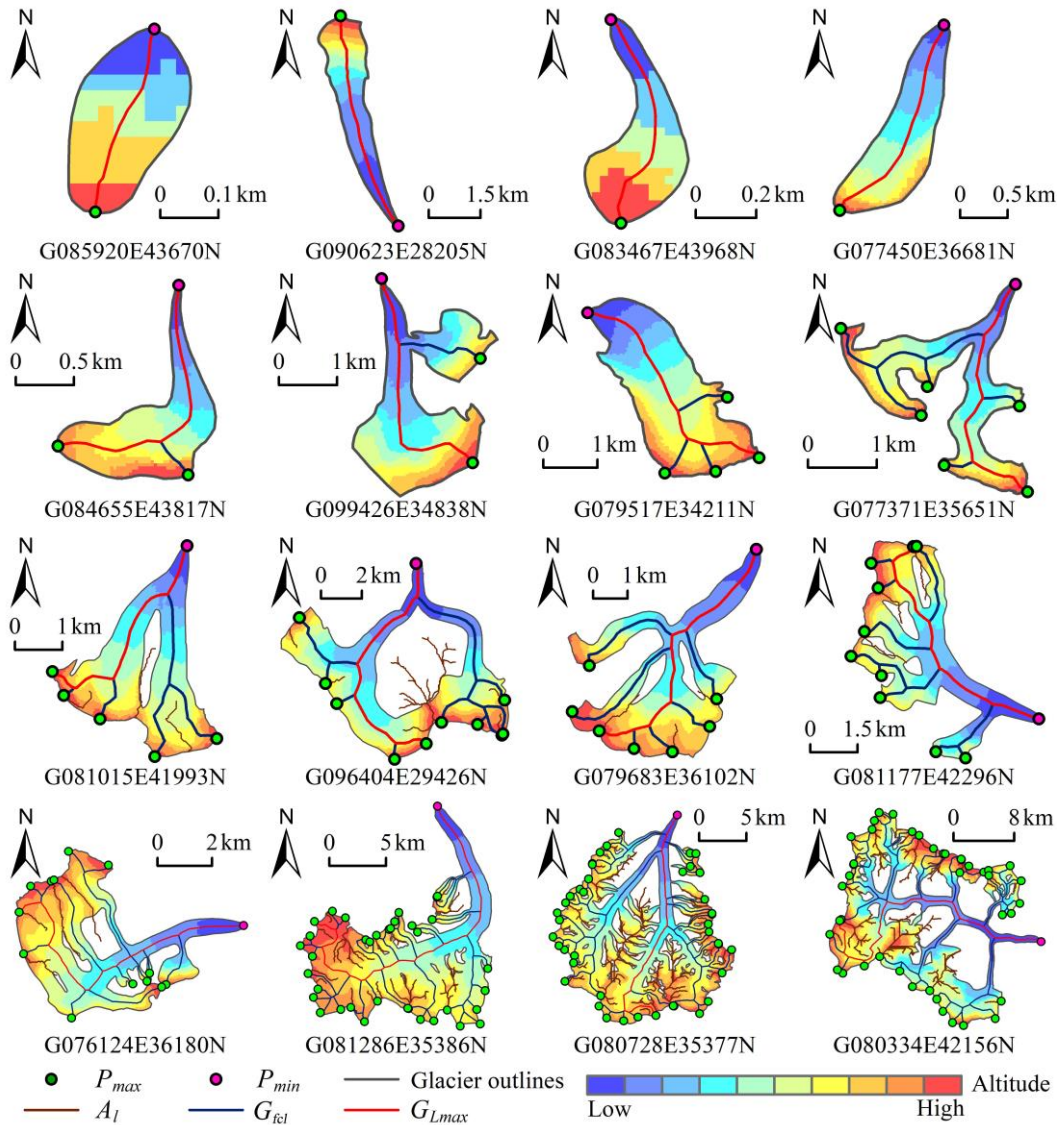 N N N N
0 0.1 km
0 1.5 km
0 0.2 km
0 0.5 km
G085920E43670N G090623E28205N G083467E43968N G077450E36681N
N N N N
0 0.5 km
0 1 km
0 1 km
0 1 km
G084655E43817N G099426E34838N G079517E34211N G077371E35651N
N N N N
0 1 km
0 2 km
0 1 km
0 1.5 km
G081015E41993N G096404E29426N G079683E36102N G081177E42296N
N N N N
0 2 km
0 5 km
0 5 km
0 8 km
G076124E36180N G081286E35386N G080728E35377N G080334E42156N
Pmax Pmin Glacier outlines Altitude
Al Gfcl GLmax Low High